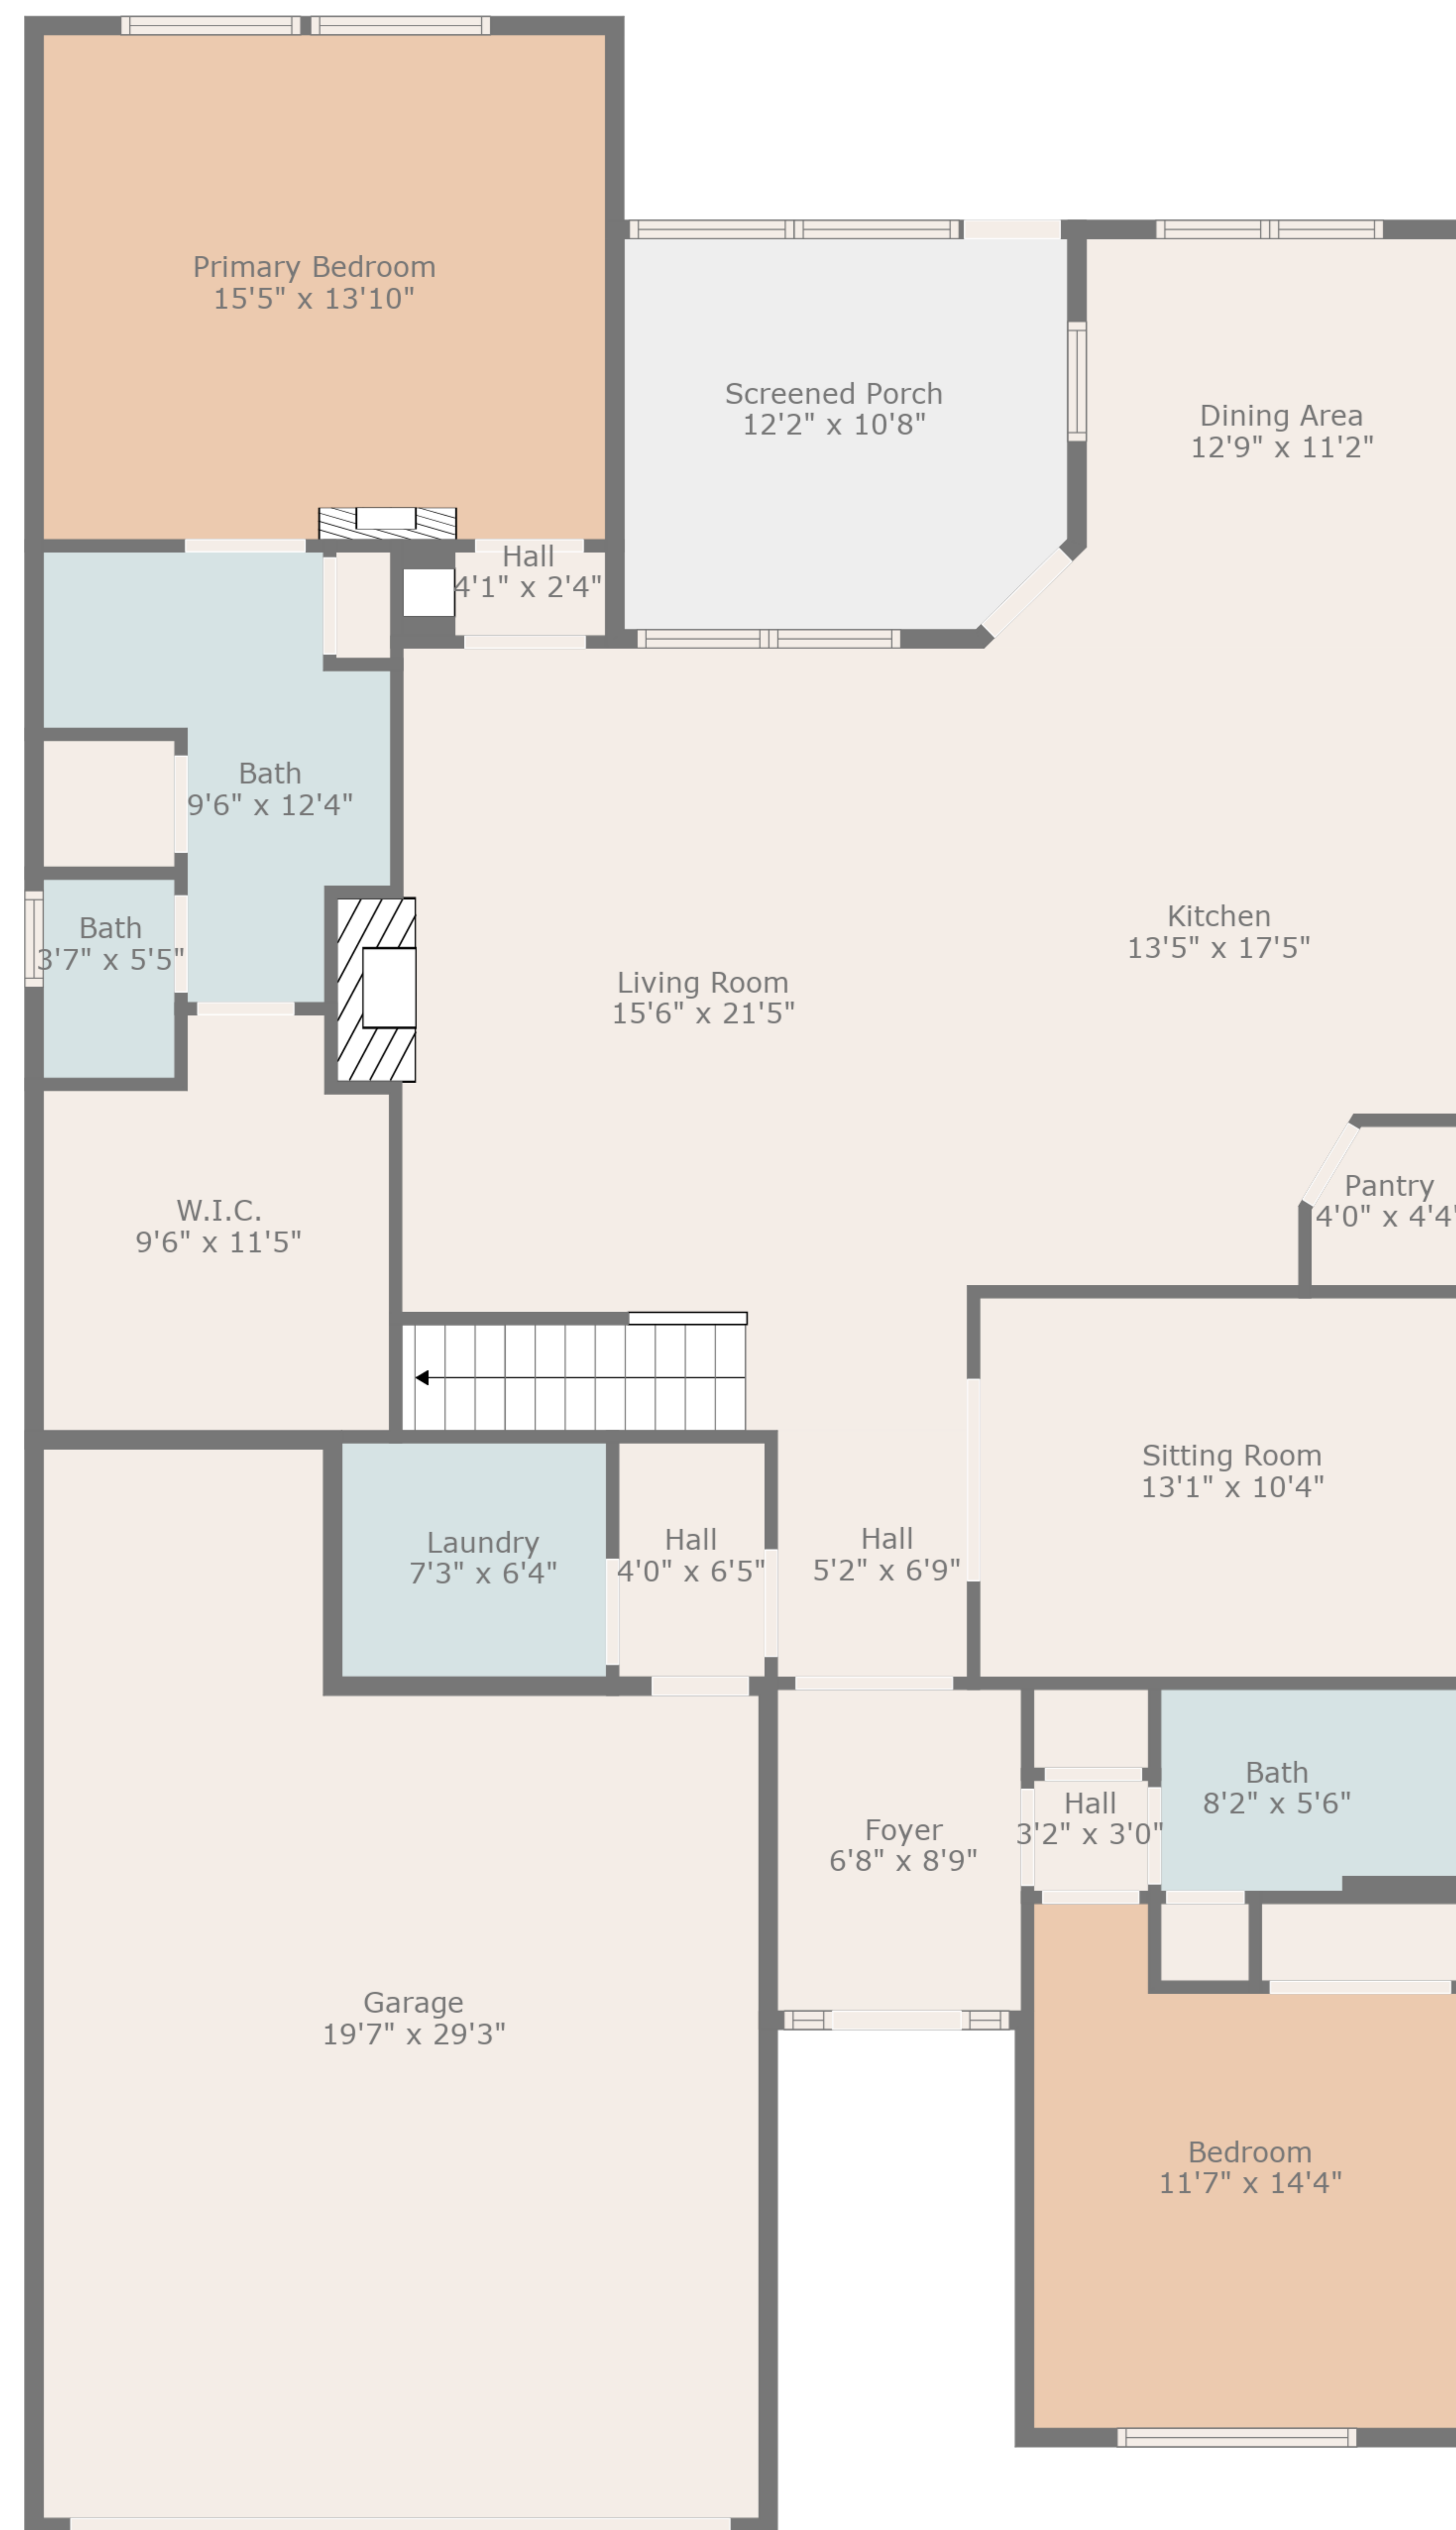 Primary Bedroom
15'5" x 13'10"
Screened Porch
12'2" x 10'8"
Dining Area
12'9" x 11'2"
Hall
4'1" x 2'4"
Bath
9'6" x 12'4"
Bath
3'7" x 5'5"
Kitchen
13'5" x 17'5"
Living Room
15'6" x 21'5"
Pantry
4'0" x 4'4"
W.I.C.
9'6" x 11'5"
Sitting Room
13'1" x 10'4"
Laundry
7'3" x 6'4"
Hall
4'0" x 6'5"
Hall
5'2" x 6'9"
Bath
8'2" x 5'6"
Hall
3'2" x 3'0"
Foyer
6'8" x 8'9"
Garage
19'7" x 29'3"
Bedroom
11'7" x 14'4"